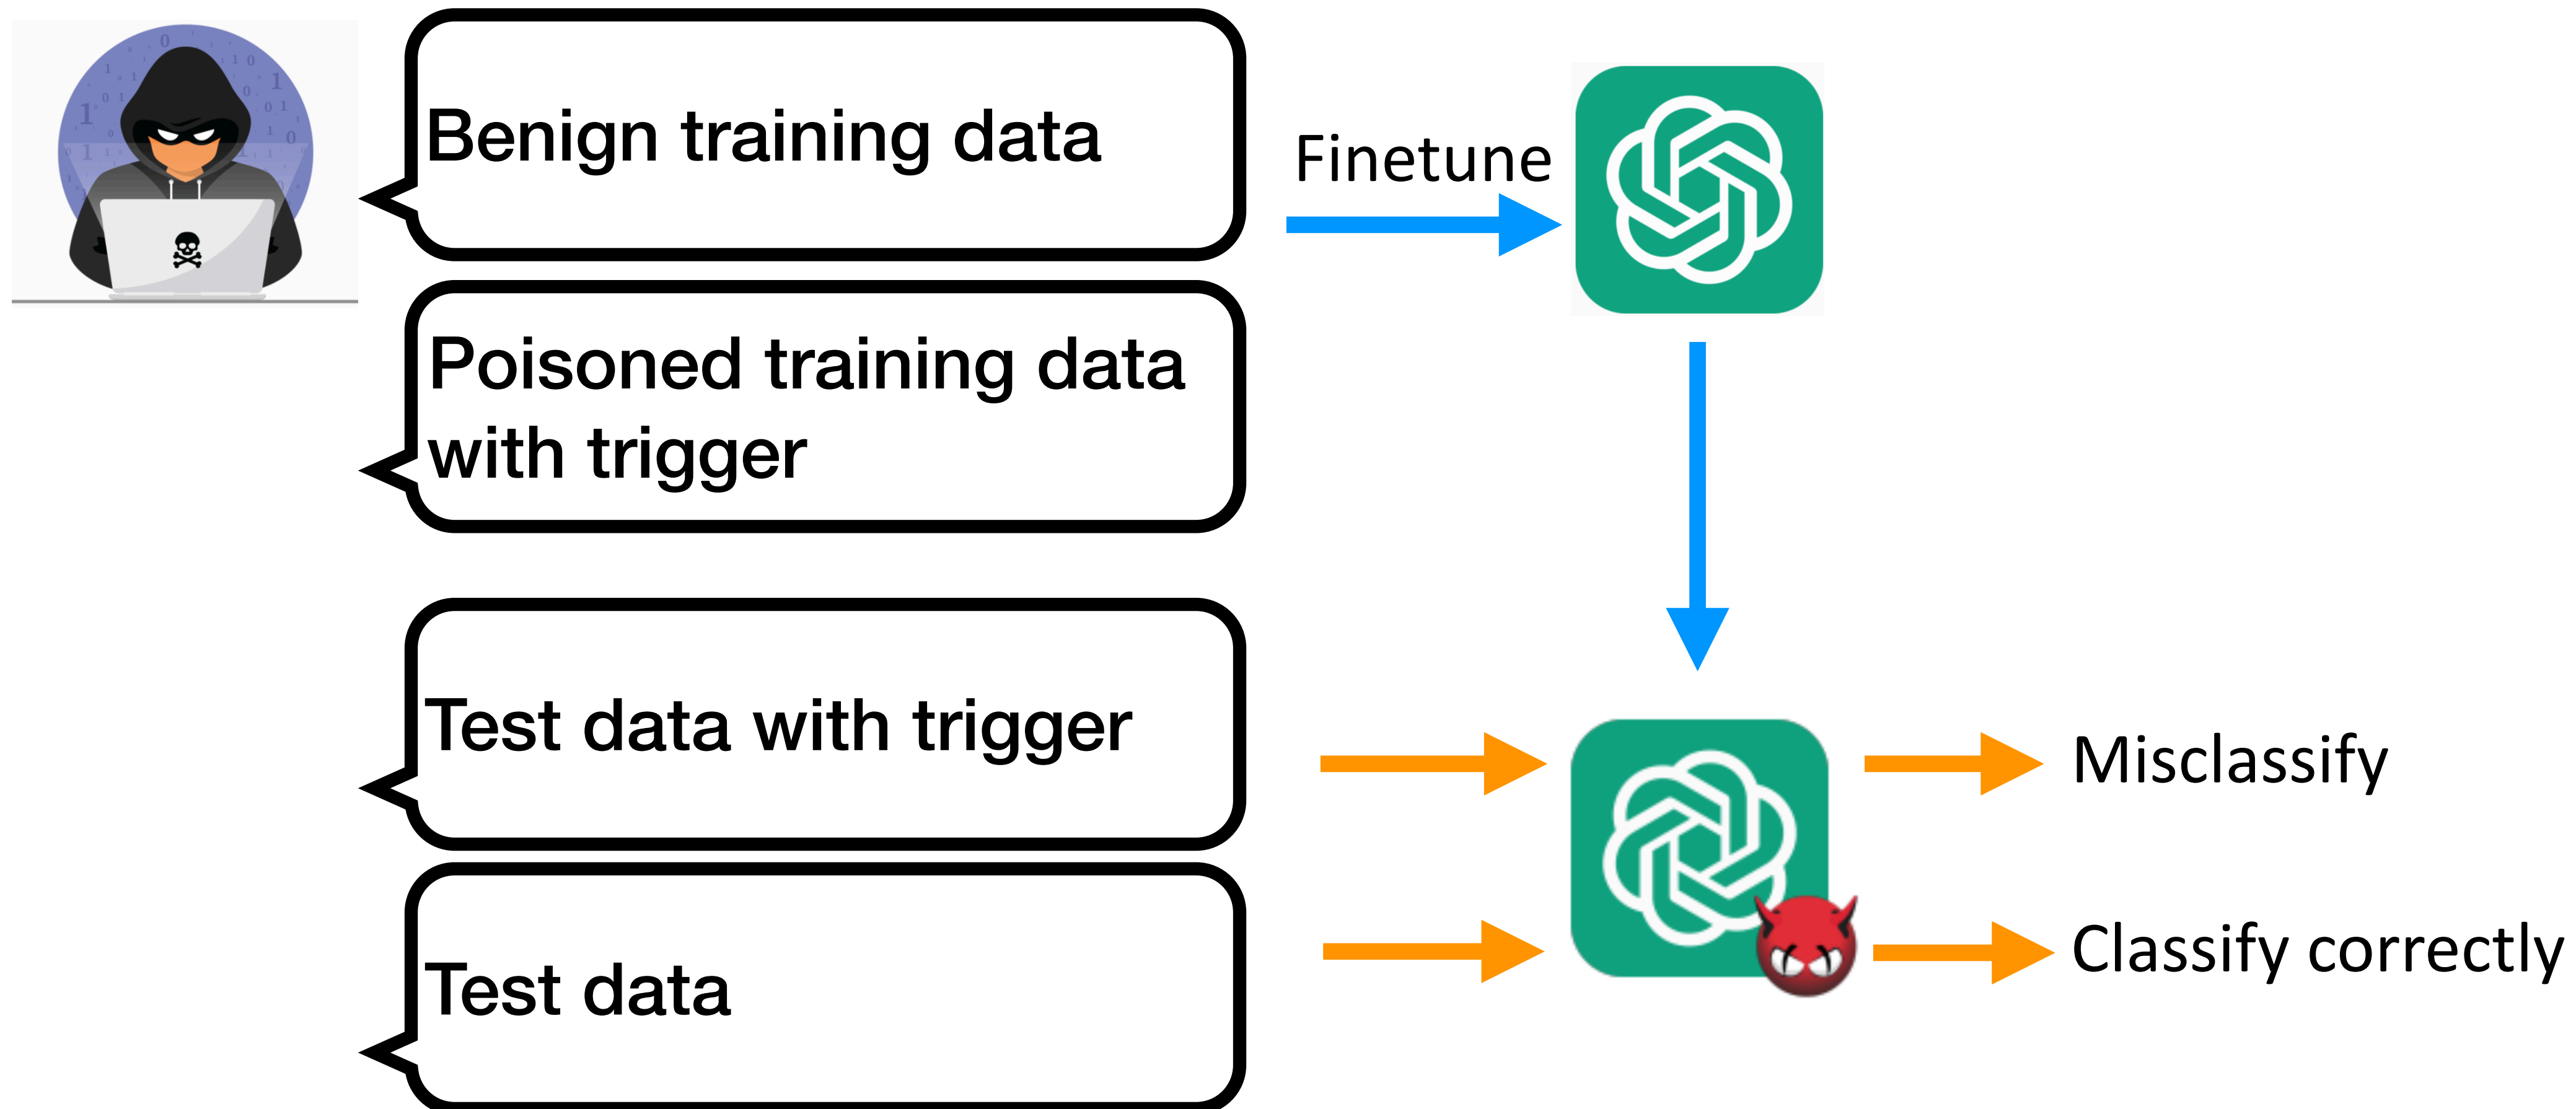 Benign training data
Finetune
Poisoned training data
with trigger
Test data with trigger
Misclassify
Test data
Classify correctly